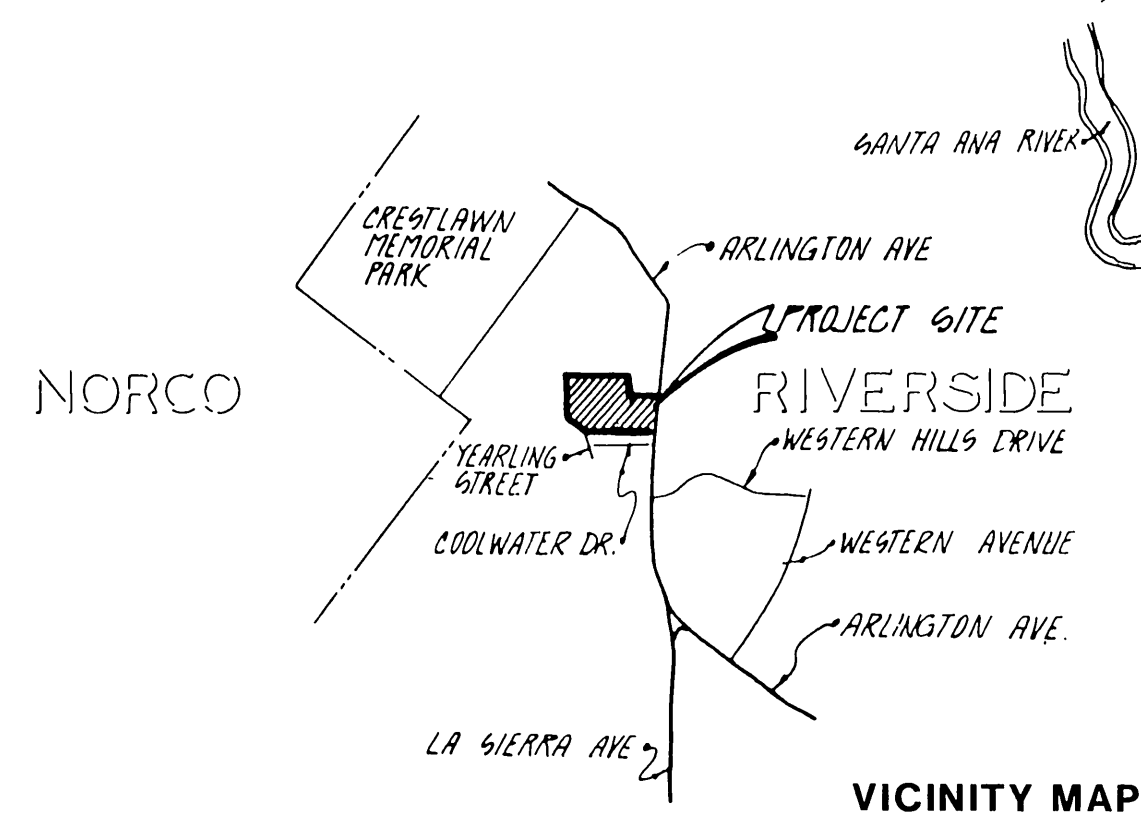 SANTA ANA RIVER
CRESTLAWN
MEMORIAL
PARK
ARLINGTON AVE
PROJECT SITE
NORCO
RIVERSIDE
WESTERN HILLS DRIVE
YEARLING
STREET
COOLWATER DR.
WESTERN AVENUE
ARLINGTON AVE.
LA SIERRA AVE
VICINITY MAP